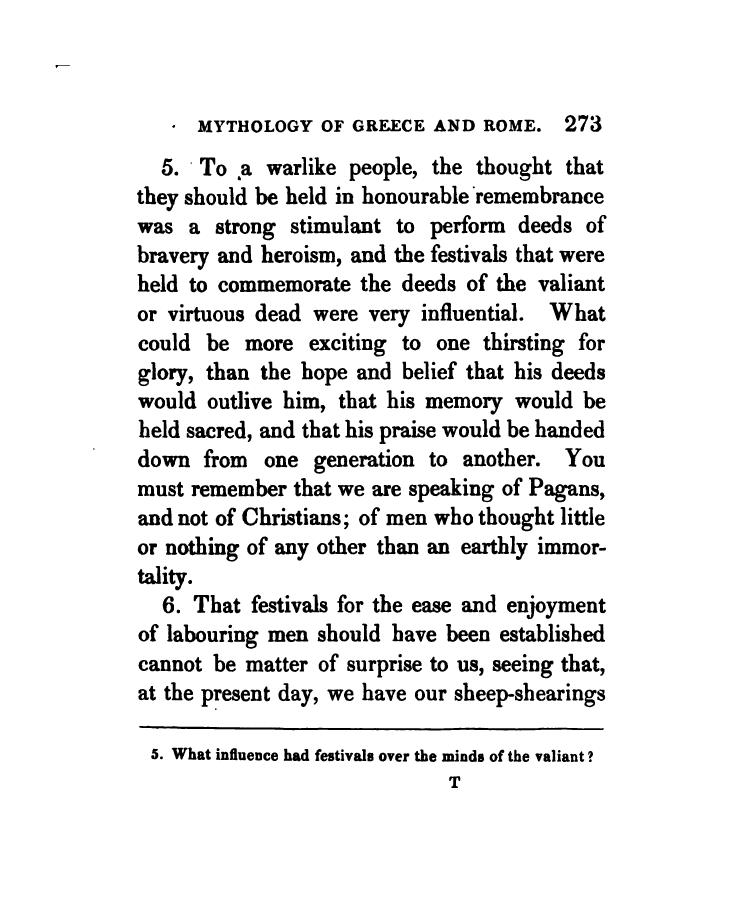 MYTHOLOGY OF GREECE AND ROME. 273
5. To a warlike people, the thought that
they should be held in honourable remembrance
was a strong stimulant to perform deeds of
bravery and heroism, and the festivals that were
held to commemorate the deeds of the valiant
or virtuous dead were very influential. What
could be more exciting to one thirsting for
glory, than the hope and belief that his deeds
would outlive him, that his memory would be
held sacred, and that his praise would be handed
down from one generation to another. You
must remember that we are speaking of Pagans,
and not of Christians; of men who thought little
or nothing of any other than an earthly immor-
tality.
6. That festivals for the ease and enjoyment
of labouring men should have been established
cannot be matter of surprise to us, seeing that,
at the present day, we have our sheep-shearings
5. What influence had festivals over the minds of the valiant?
T